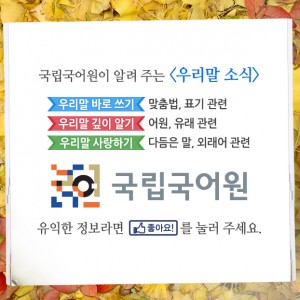 국립국어원이 알려 주는 <우리말 소식>
우리말 바로 쓰기 맞춤법, 표기 관련
우리말 깊이 알기 어원, 유래 관련
우리말 사랑하기 다듬은 말, 외래어 관련
국립국어원
유익한 정보라면 좋아요! 를 눌러 주세요.